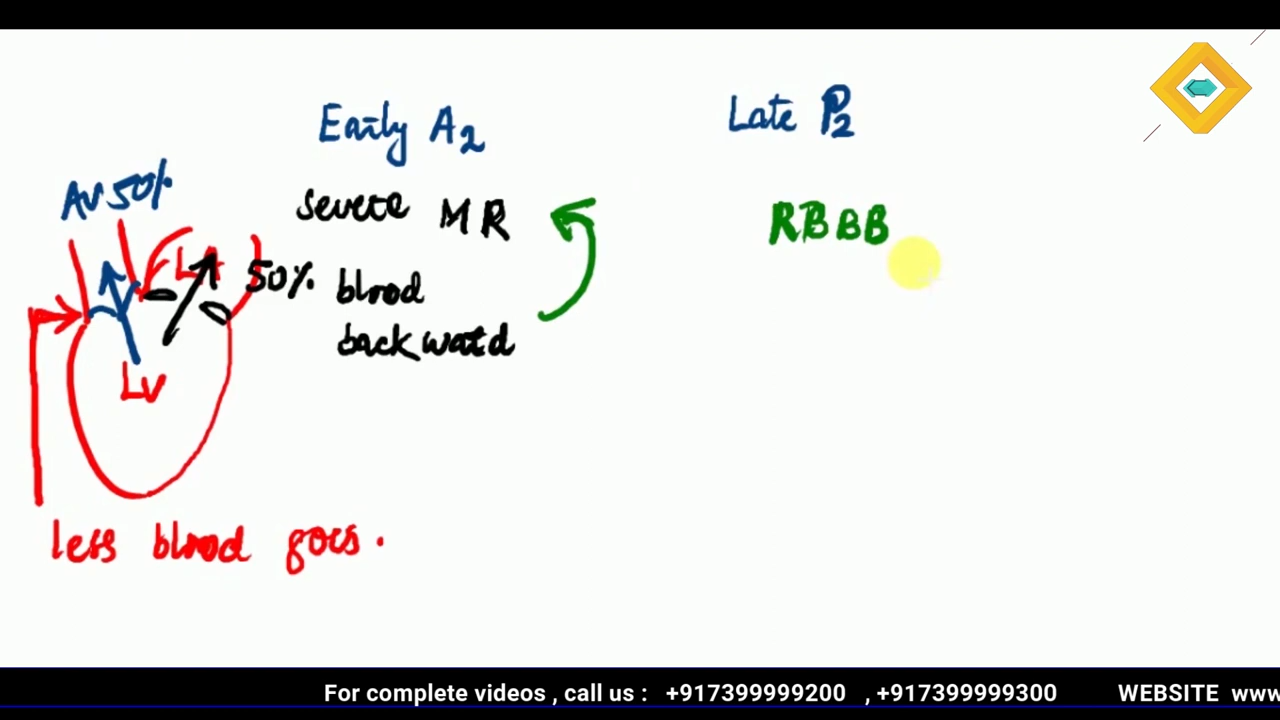 Early A2
Late P2
AV 50%
severe MR
RBBB
LA
50% blood
backward
LV
less blood goes.
For complete videos , call us : +917399999200 , +917399999300 WEBSITE www